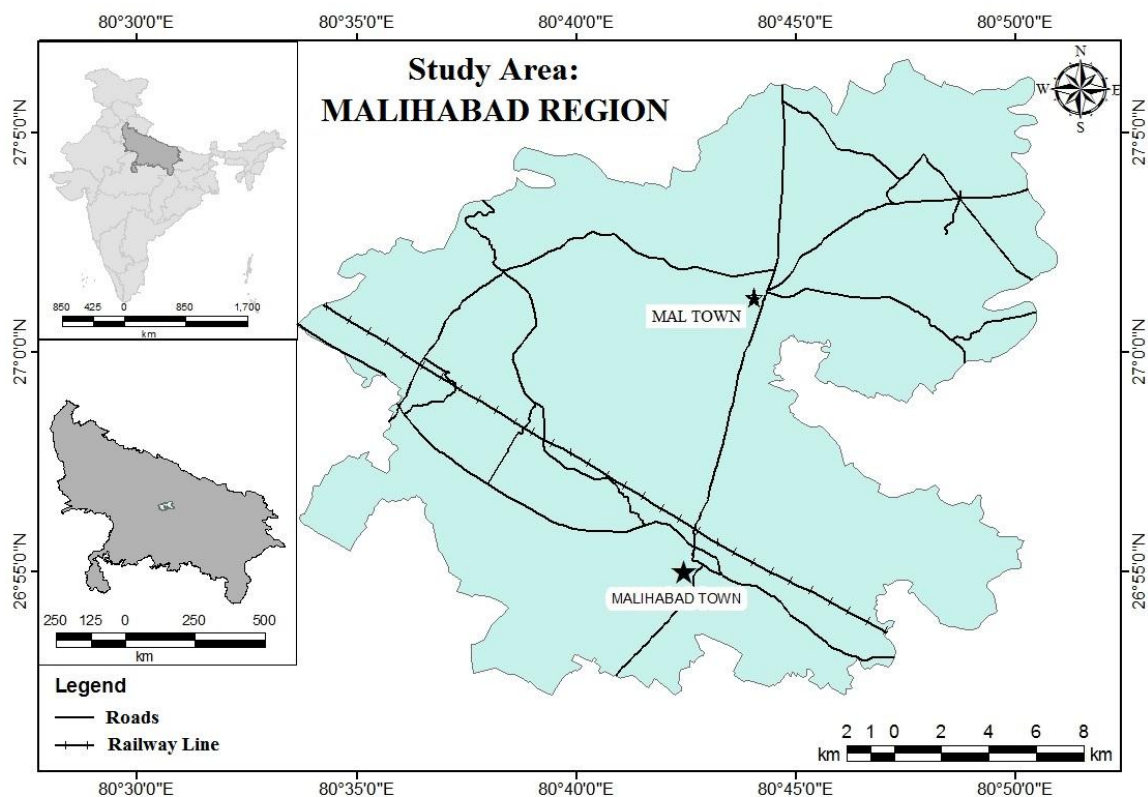 80°30'0"E 80°35'0"E 80°40'0"E 80°45'0"E 80°50'0"E
Study Area:
MALIHABAD REGION
N
W E
S
27°5'0"N 27°5'0"N
850 425 0 850 1,700
km
MAL TOWN
27°0'0"N 27°0'0"N
26°55'0"N 26°55'0"N
MALIHABAD TOWN
250 125 0 250 500
km
Legend
Roads
Railway Line
2 1 0 2 4 6 8
km
80°30'0"E 80°35'0"E 80°40'0"E 80°45'0"E 80°50'0"E